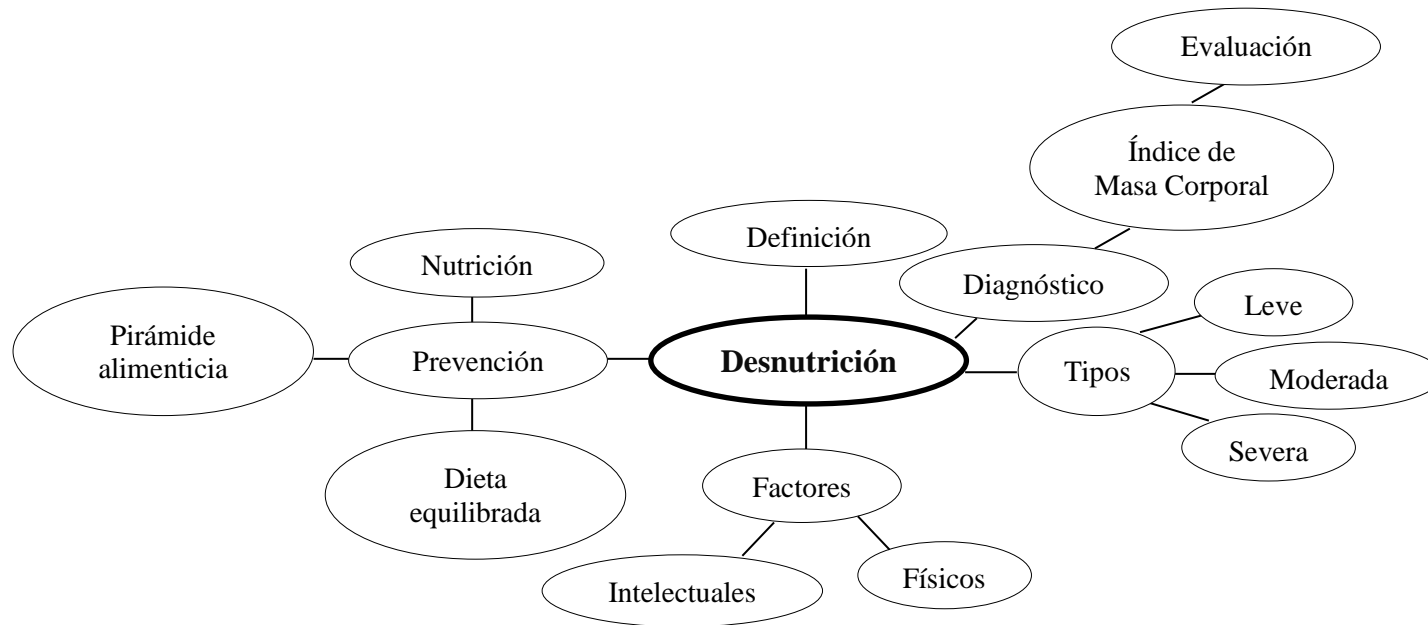 Evaluación
Índice de
Masa Corporal
Definición
Nutrición
Diagnóstico
Leve
Pirámide
alimenticia
Prevención
Desnutrición
Tipos
Moderada
Severa
Dieta
equilibrada
Factores
Intelectuales
Físicos